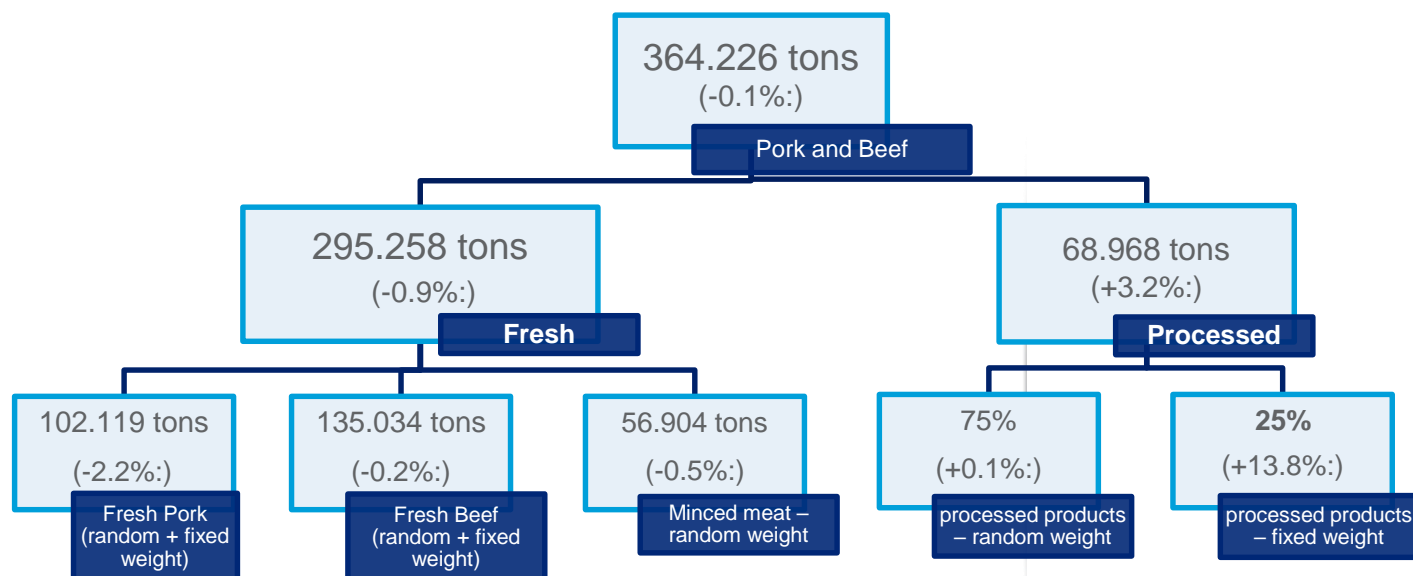 364.226 tons
(-0.1%:)
Pork and Beef
295.258 tons
(-0.9%:)
Fresh
68.968 tons
(+3.2%:)
Processed
102.119 tons
(-2.2%:)
Fresh Pork
(random + fixed
weight)
135.034 tons
(-0.2%:)
Fresh Beef
(random + fixed
weight)
56.904 tons
(-0.5%:)
Minced meat –
random weight
75%
(+0.1%:)
processed products
– random weight
25%
(+13.8%:)
processed products
– fixed weight